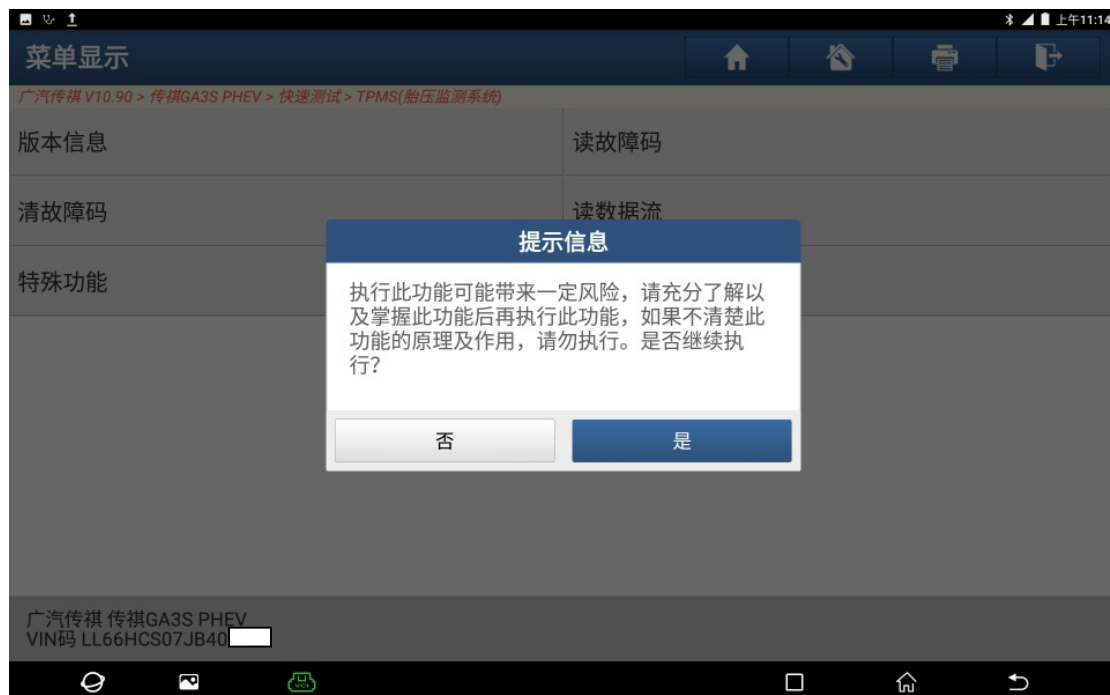 上午11:14
菜单显示
广汽传祺 V10.90 > 传祺GA3S PHEV > 快速测试 > TPMS(胎压监测系统)
版本信息
读故障码
清故障码
读数据流
特殊功能
提示信息
执行此功能可能带来一定风险，请充分了解以
及掌握此功能后再执行此功能，如果不清楚此
功能的原理及作用，请勿执行。是否继续执
行?
否
是
广汽传祺 传祺GA3S PHEV
VIN码 LL66HCS07JB40
VCI